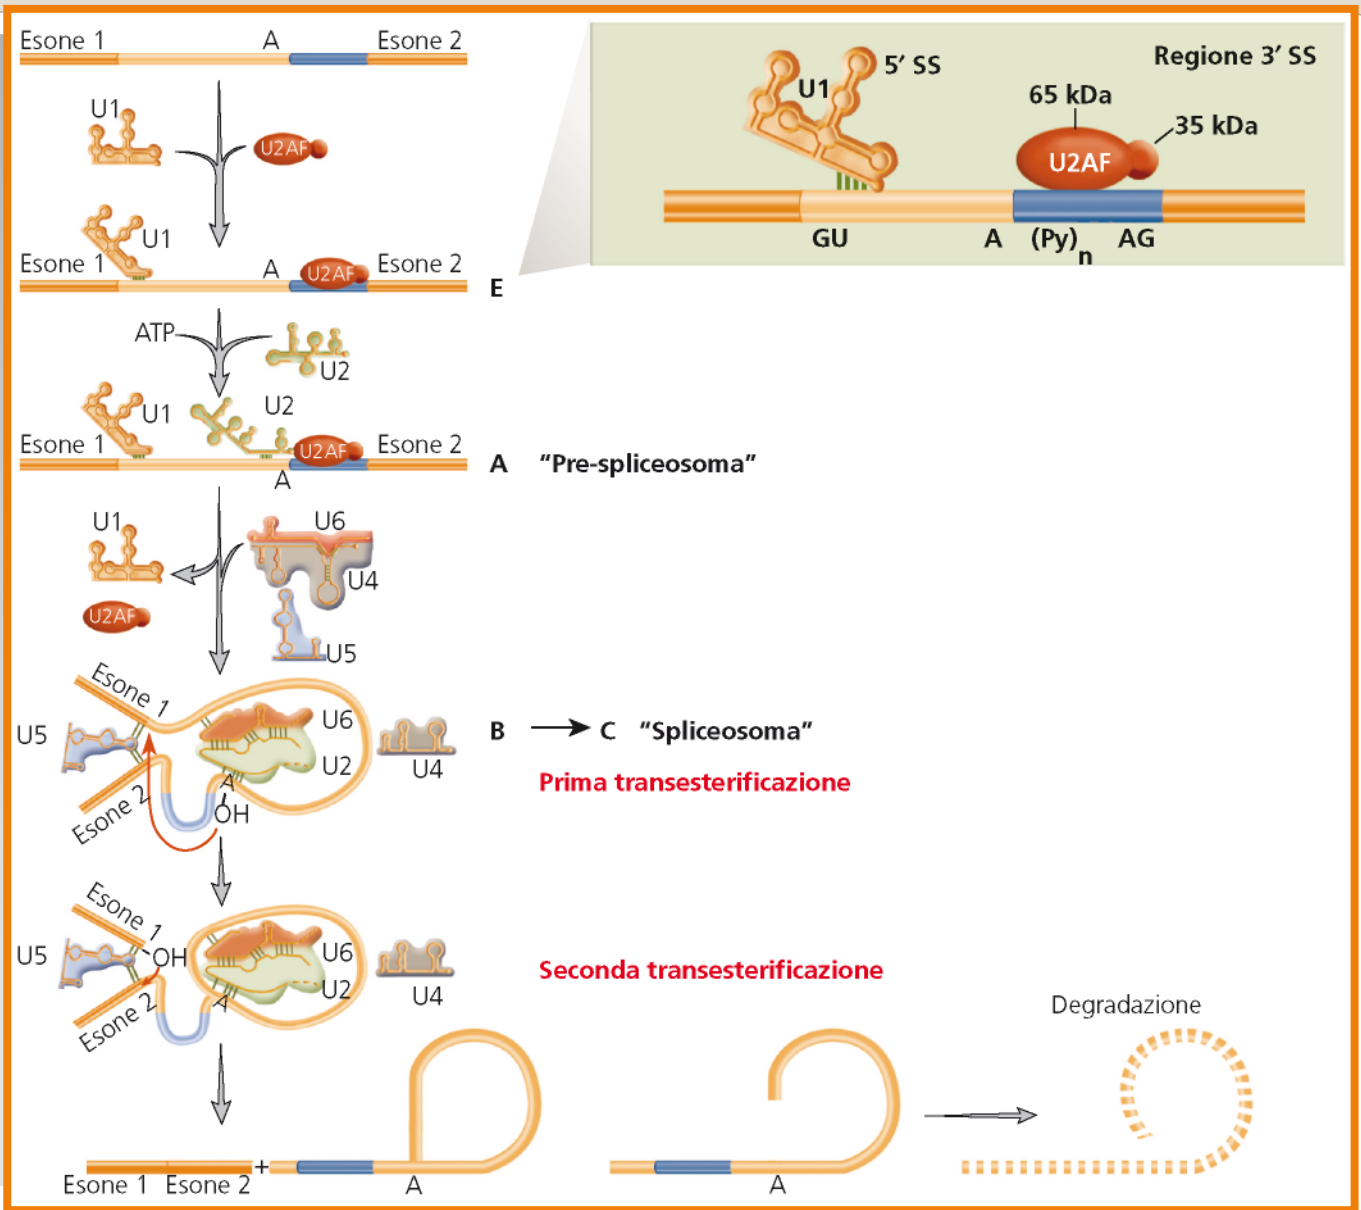 Esone 1 A Esone 2
U1
U2AF
U1
Esone 1 A U2AF Esone 2
E
5' SS
Regione 3' SS
U1
65 kDa
35 kDa
U2AF
GU A (Py)n AG
ATP
U2
U1 U2
Esone 1 U2AF Esone 2
A
A "Pre-spliceosoma"
U1 U6
U4
U2AF
U5
Esone 1
U5 U6
U2
U4
A
OH
Esone 2
B C "Spliceosoma"
Prima transesterificazione
Esone 1
OH
U5 U6
U2
U4
A
Esone 2
Seconda transesterificazione
Degradazione
+
Esone 1 Esone 2 A A